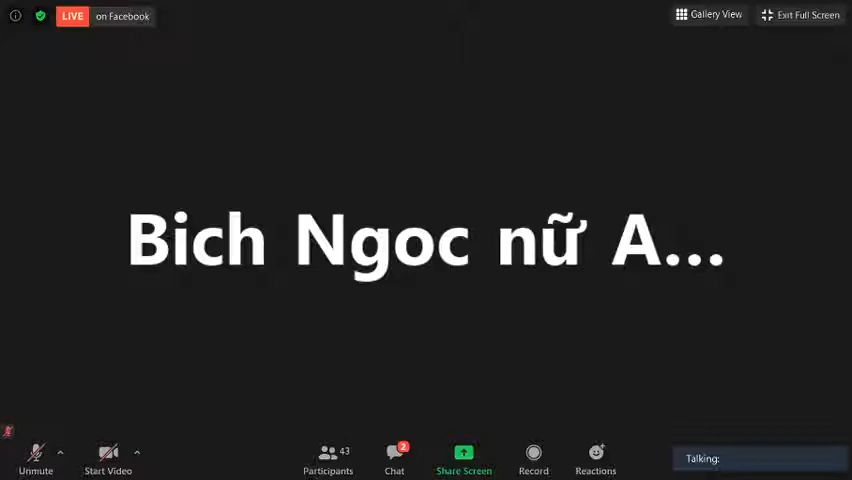 LIVE on Facebook
Gallery View
Exit Full Screen
Bich Ngoc nữ A...
Unmute
Start Video
43
Participants
2
Chat
Share Screen
Record
Reactions
Talking: